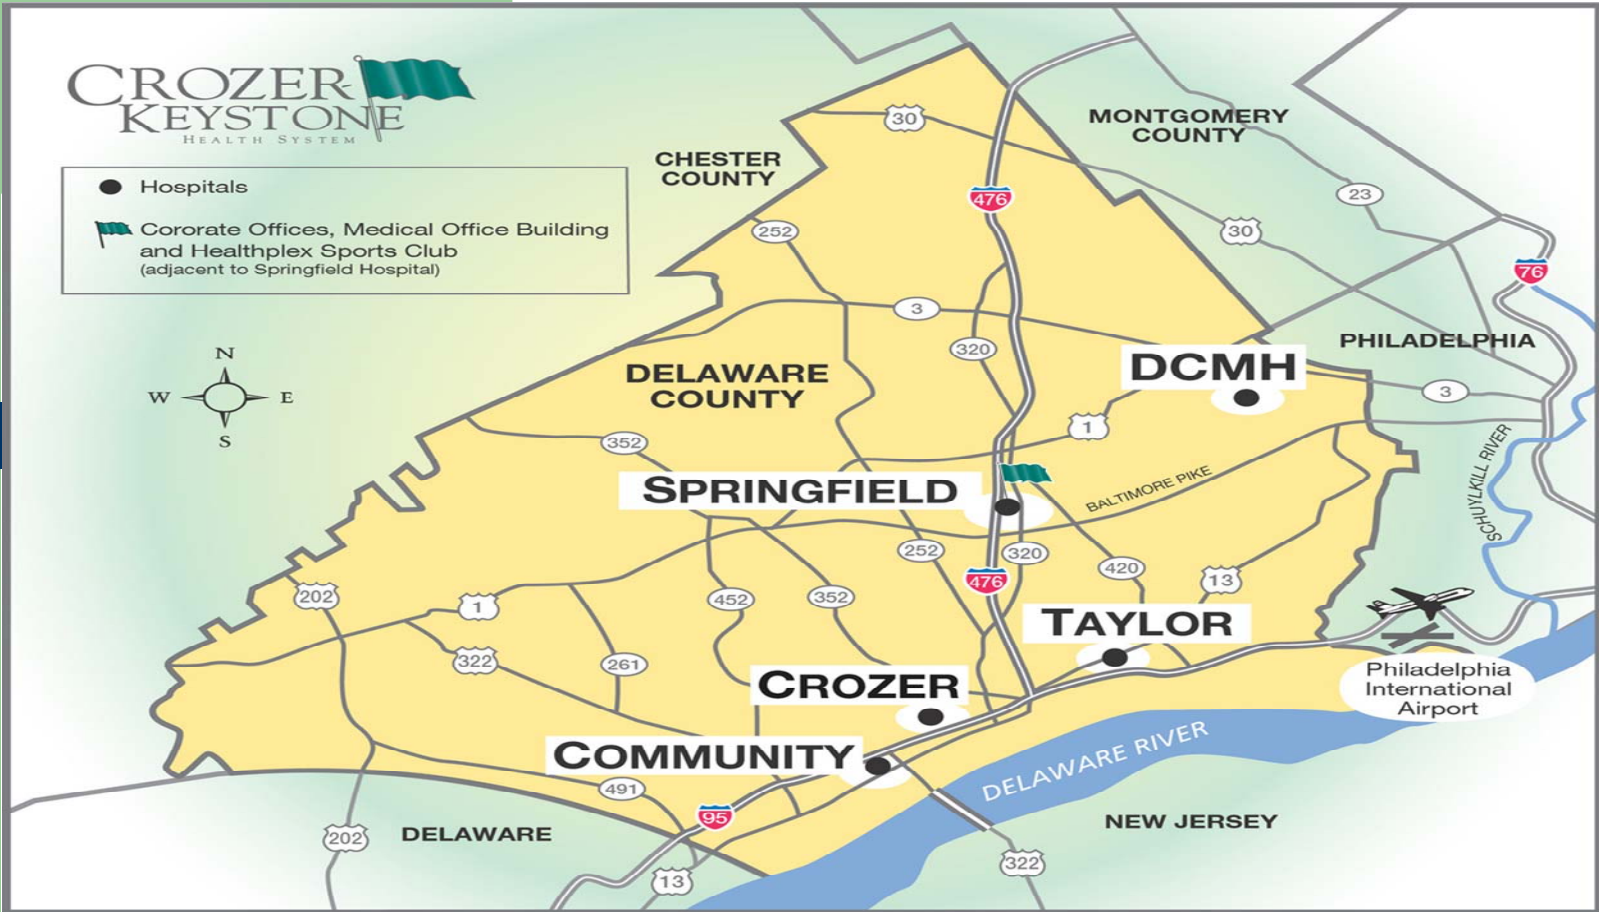 CROZER-
KEYSTONE
HEALTH SYSTEM
Hospitals
Cororate Offices, Medical Office Building
and Healthplex Sports Club
(adjacent to Springfield Hospital)
N
W E
S
CHESTER
COUNTY
MONTGOMERY
COUNTY
30
476
23
30
252
76
3
320
PHILADELPHIA
DCMH
3
DELAWARE
COUNTY
1
352
SPRINGFIELD
BALTIMORE PIKE
SCHUYLKILL RIVER
252
320
420
13
476
202
1
452
352
TAYLOR
322
261
CROZER
Philadelphia
International
Airport
COMMUNITY
DELAWARE RIVER
491
95
202
DELAWARE
NEW JERSEY
322
13